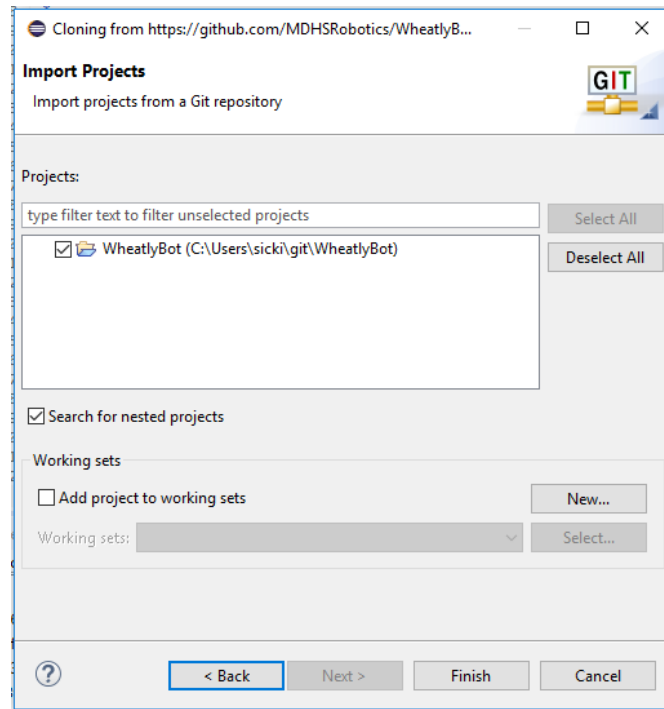 Cloning from https://github.com/MDHSRobotics/WheatlyB...
Import Projects
Import projects from a Git repository
GIT
Projects:
type filter text to filter unselected projects
Select All
WheatlyBot (C:\Users\sicki\git\WheatlyBot)
Deselect All
Search for nested projects
Working sets
Add project to working sets
New...
Working sets:
Select...
?
< Back
Next >
Finish
Cancel